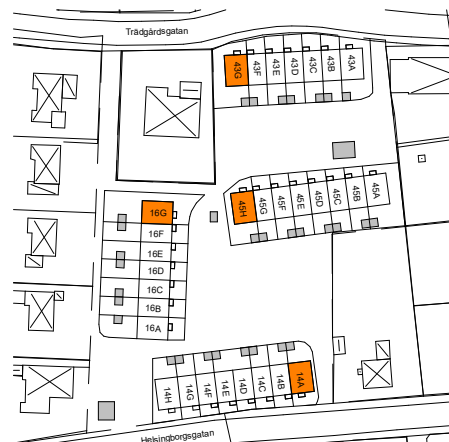 Trädgårdsgatan
43G
43F
43E
43D
43C
43B
43A
45H
45G
45F
45E
45D
45C
45B
45A
16G
16F
16E
16D
16C
16B
16A
14H
14G
14F
14E
14D
14C
14B
14A
Helsingborgsgatan